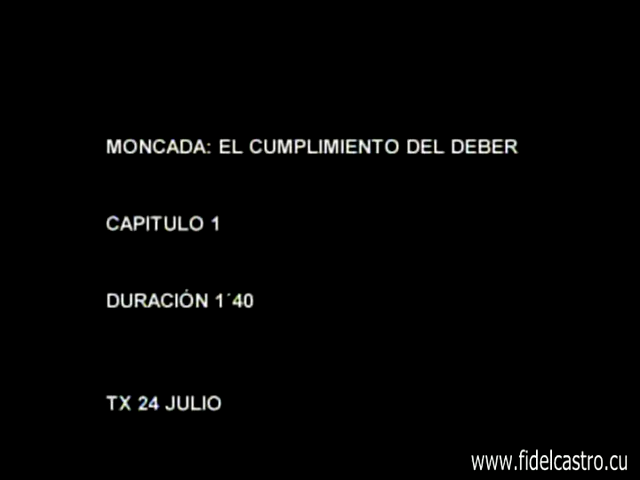 MONCADA: EL CUMPLIMIENTO DEL DEBER
CAPITULO 1
DURACIÓN 1´40
TX 24 JULIO
www.fidelcastro.cu